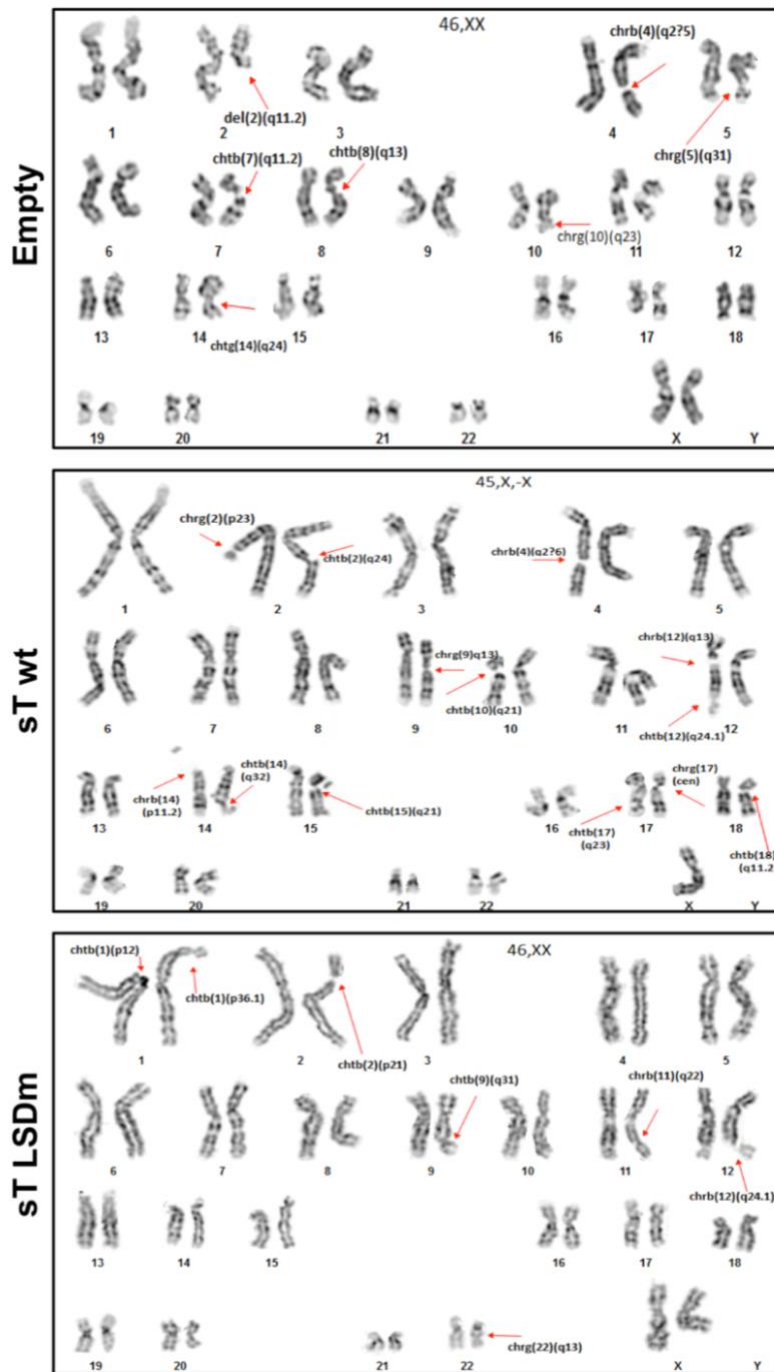 Empty
46,XX
chrb(4)(q2?5)
del(2)(q11.2)
1 2 3 4 5
chrg(5)(q31)
chtb(7)(q11.2)
chtb(8)(q13)
chrg(10)(q23)
6 7 8 9 10 11 12
13 14 15 16 17 18
chtg(14)(q24)
19 20 21 22 X Y
sT wt
45,X,-X
chrg(2)(p23)
chtb(2)(q24)
chrb(4)(q2?6)
1 2 3 4 5
chrg(9)q13)
chrb(12)(q13)
chtb(10)(q21)
chtb(12)(q24.1)
6 7 8 9 10 11 12
chtb(14)
(q32)
chrg(17)
(cen)
chrb(14)
(p11.2)
chtb(15)(q21)
13 14 15 16 17 18
chtb(17)
(q23)
chtb(18)
(q11.2
19 20 21 22 X Y
sT LSDm
46,XX
chtb(1)(p12)
chtb(1)(p36.1)
1 2 3 4 5
chtb(2)(p21)
chtb(9)(q31)
chrb(11)(q22)
6 7 8 9 10 11 12
chrb(12)(q24.1)
13 14 15 16 17 18
chrg(22)(q13)
19 20 21 22 X Y